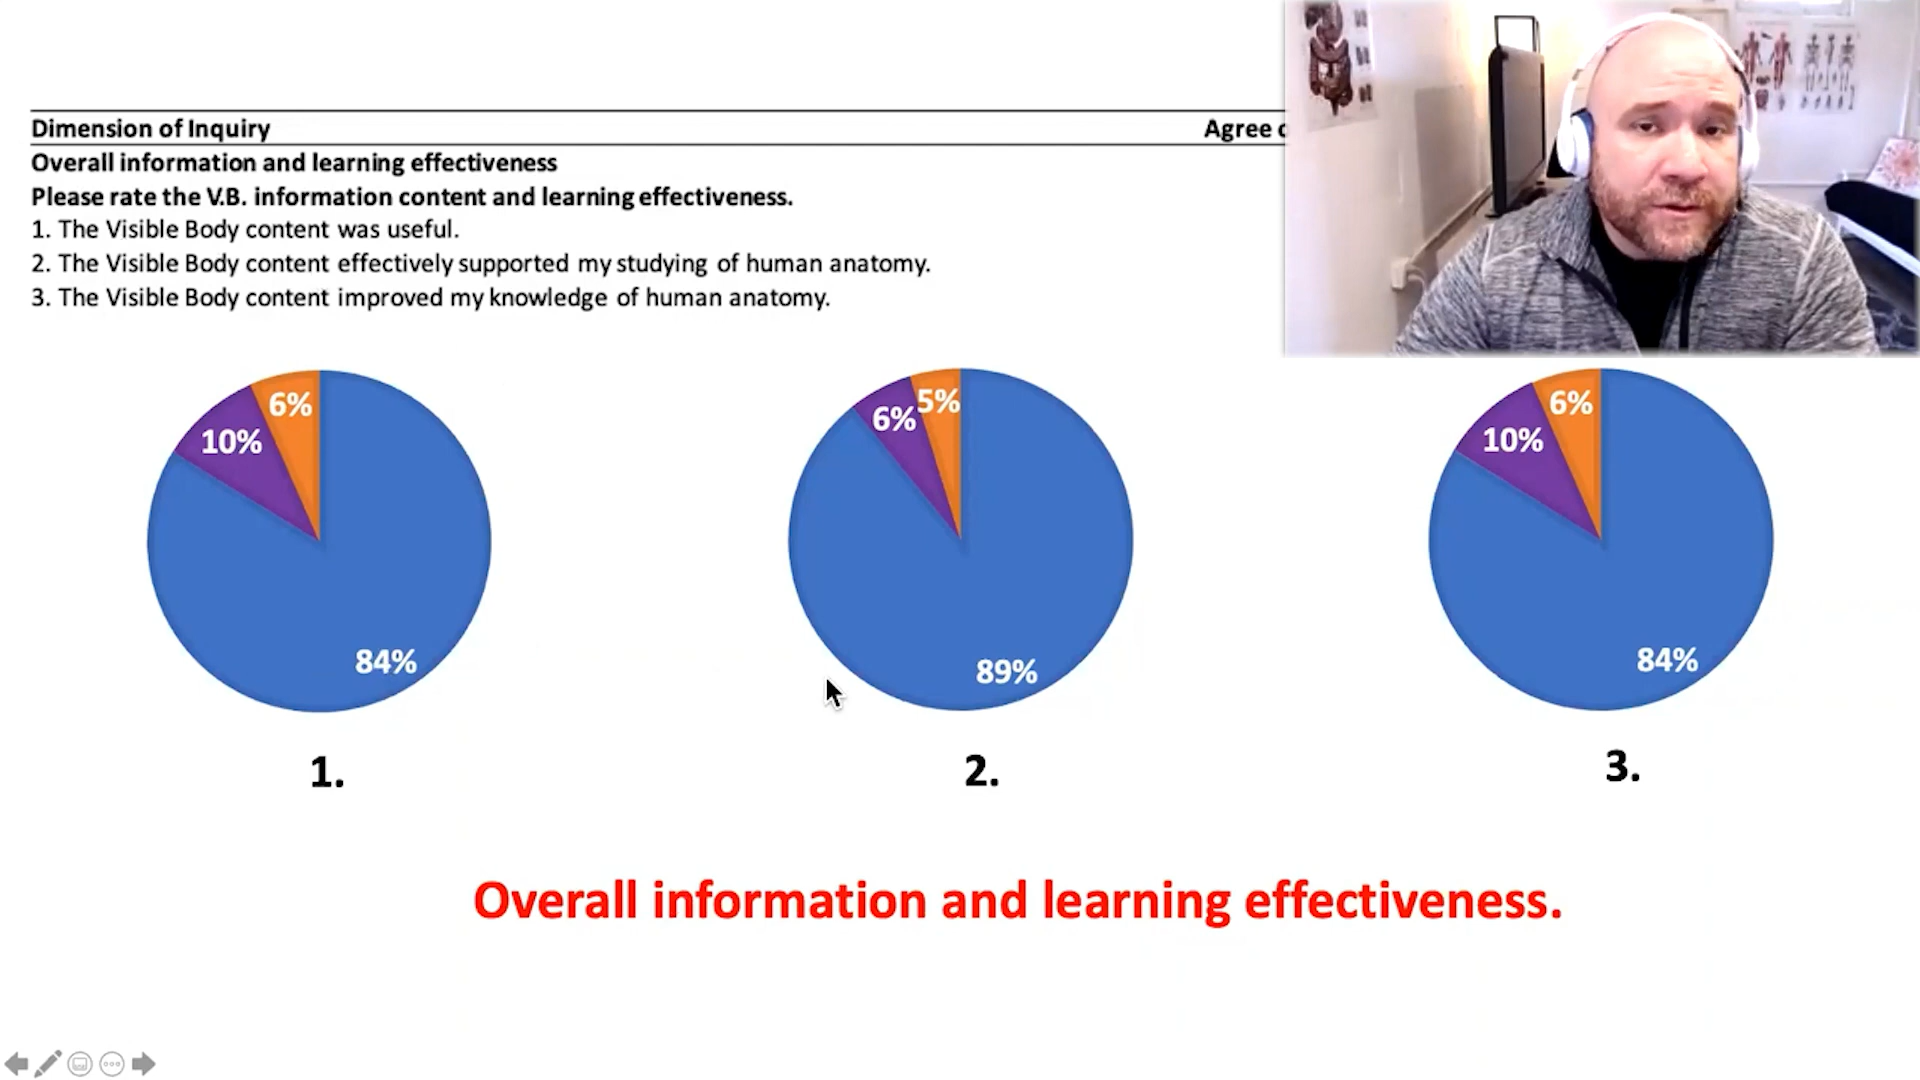 Dimension of Inquiry Agree
Overall information and learning effectiveness
Please rate the V.B. information content and learning effectiveness.
1. The Visible Body content was useful.
2. The Visible Body content effectively supported my studying of human anatomy.
3. The Visible Body content improved my knowledge of human anatomy.
6%
10%
84%
5%
6%
89%
6%
10%
84%
1.
2.
3.
Overall information and learning effectiveness.